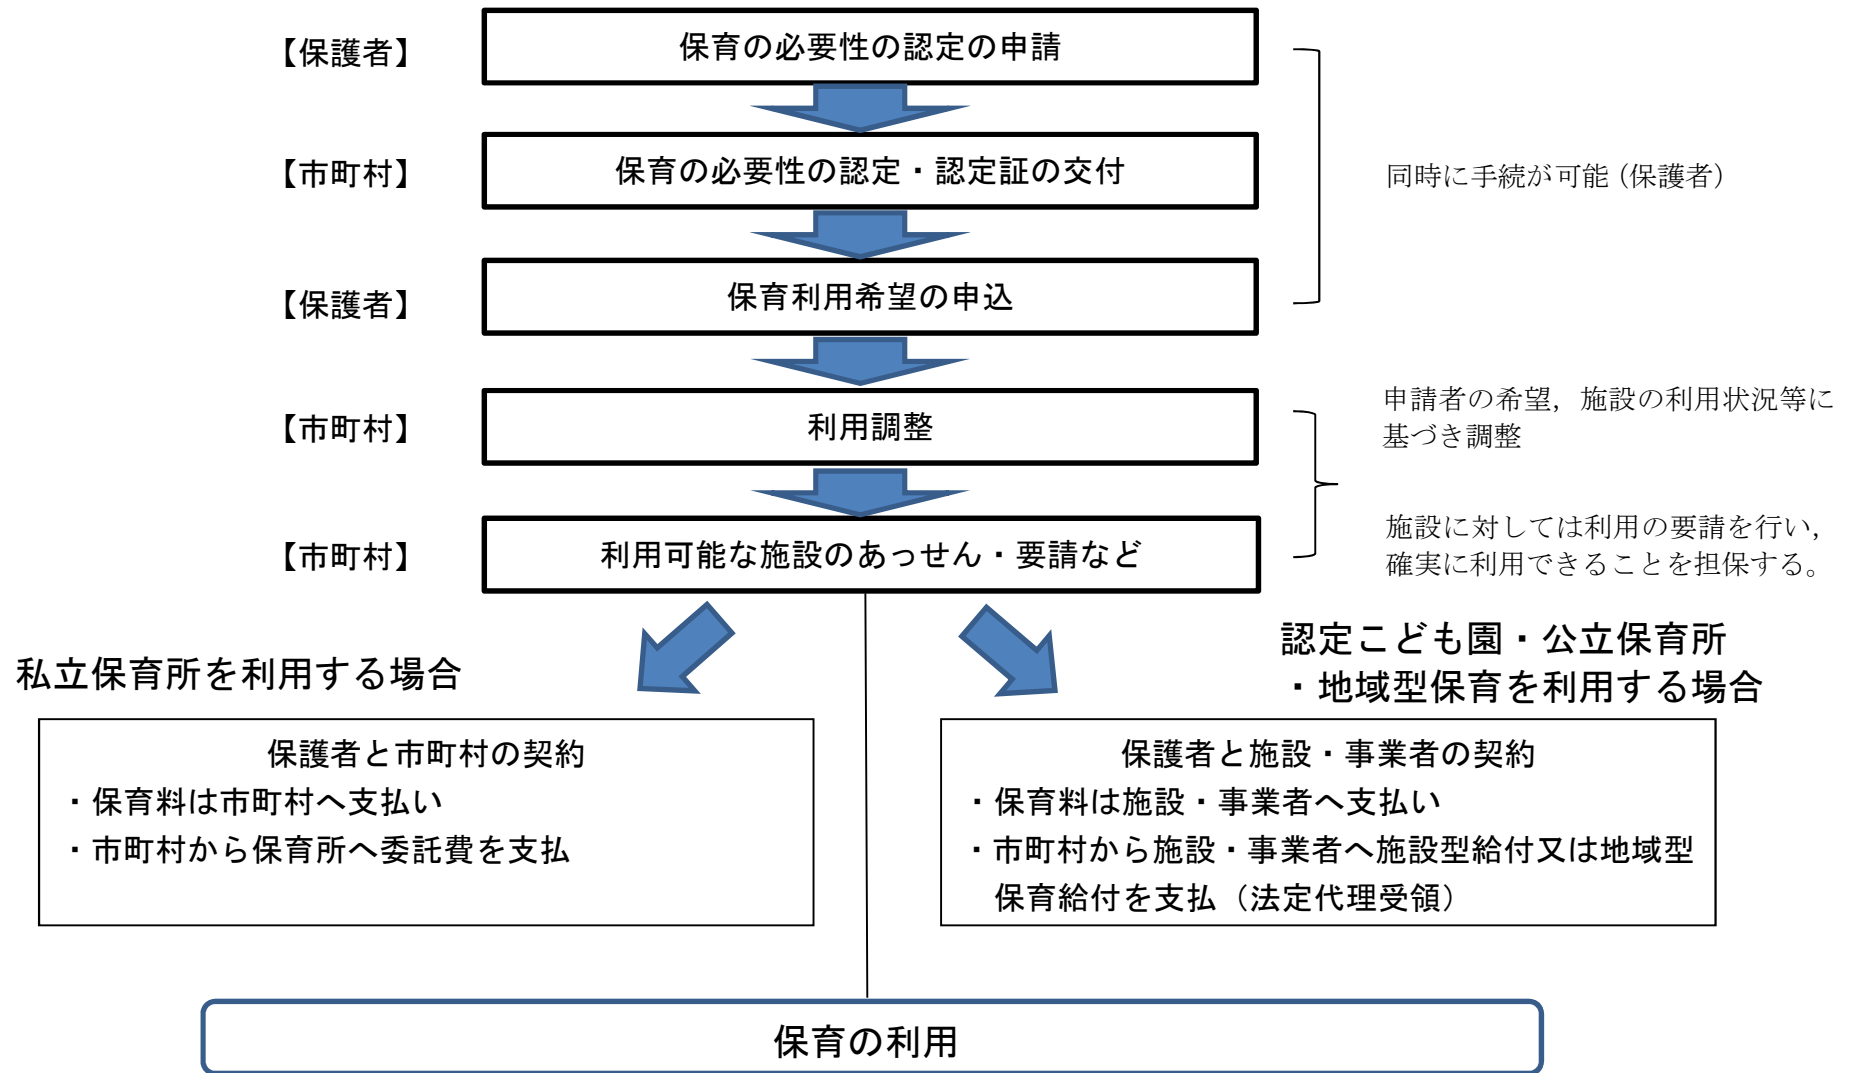 【保護者】
保育の必要性の認定の申請
【市町村】
保育の必要性の認定・認定証の交付
同時に手続が可能（保護者）
【保護者】
保育利用希望の申込
【市町村】
利用調整
申請者の希望，施設の利用状況等に
基づき調整
【市町村】
利用可能な施設のあっせん・要請など
施設に対しては利用の要請を行い，
確実に利用できることを担保する。
私立保育所を利用する場合
保護者と市町村の契約
・保育料は市町村へ支払い
・市町村から保育所へ委託費を支払
認定こども園・公立保育所
・地域型保育を利用する場合
保護者と施設・事業者の契約
・保育料は施設・事業者へ支払い
・市町村から施設・事業者へ施設型給付又は地域型
保育給付を支払（法定代理受領）
保育の利用